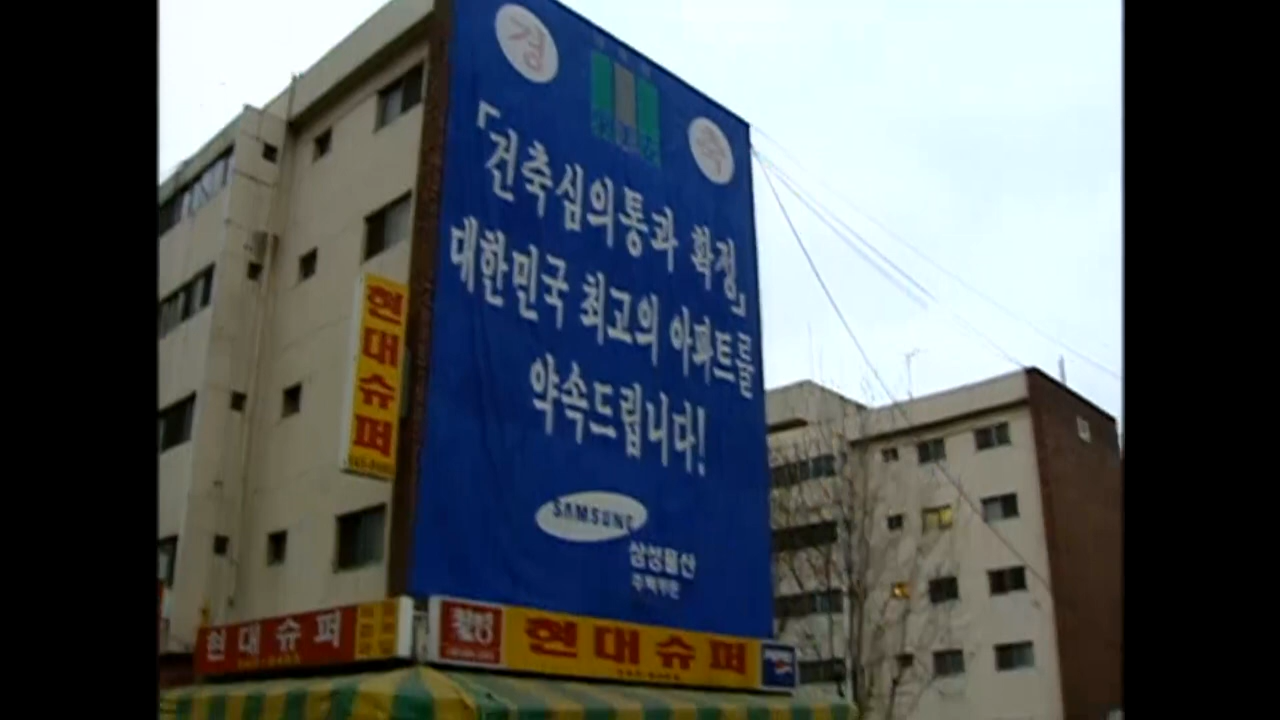 경
축
「건축심의통과 확정」
대한민국 최고의 아파트를
약속드립니다!
SAMSUNG
삼성물산
주택부문
현대슈퍼
현대슈퍼
현대슈퍼